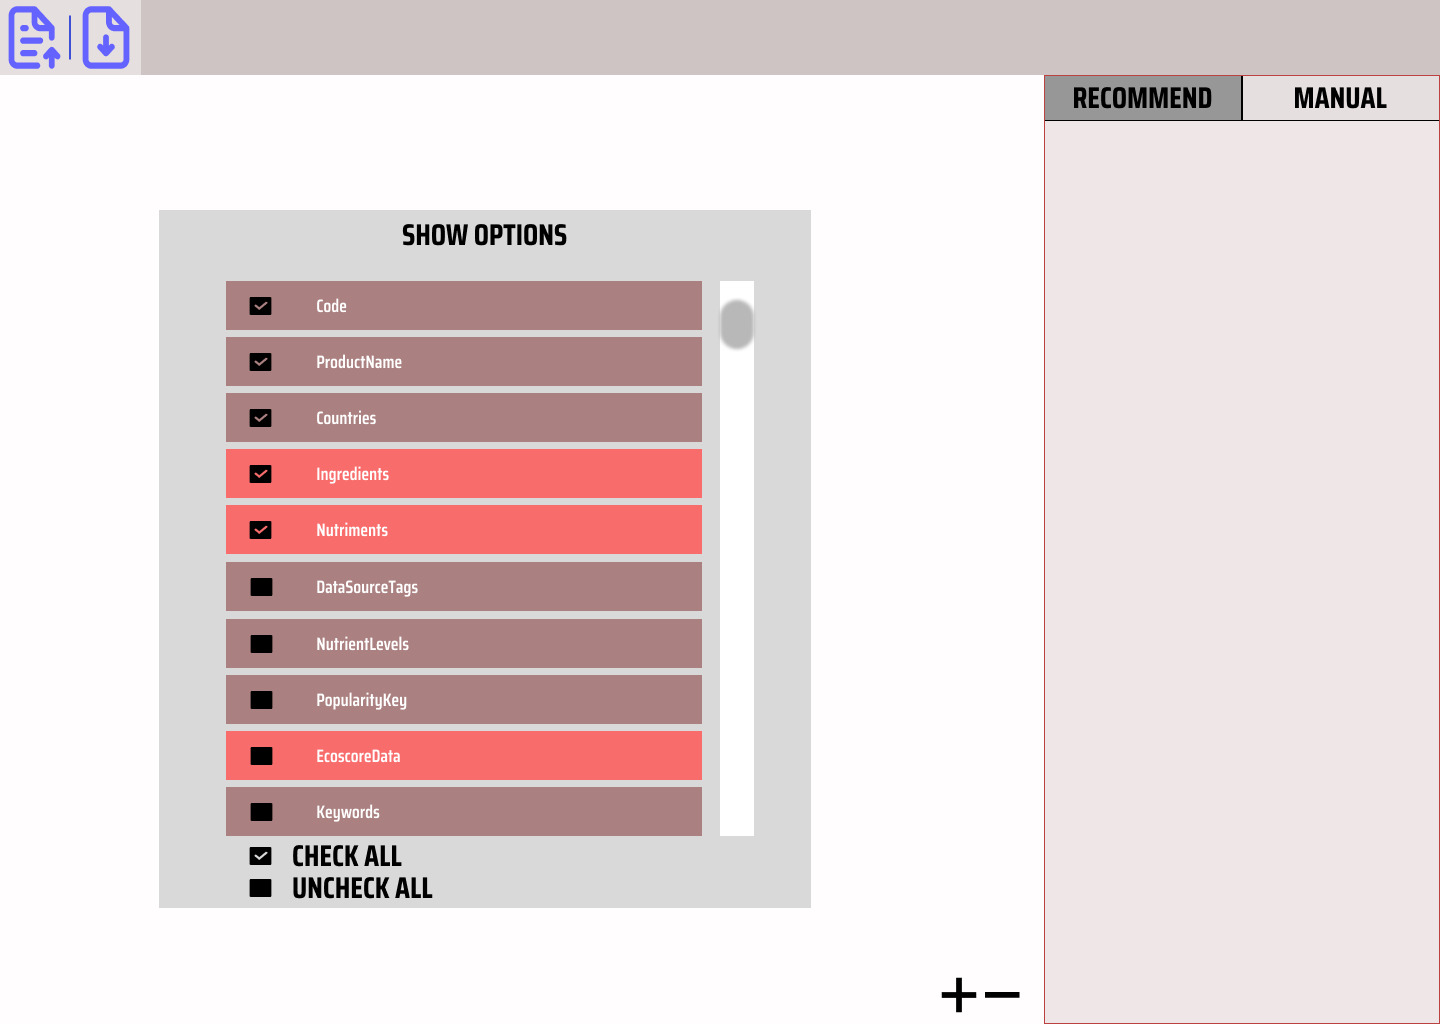 RECOMMEND
MANUAL
SHOW OPTIONS
Code
ProductName
Countries
Ingredients
Nutriments
DataSourceTags
NutrientLevels
PopularityKey
EcoscoreData
Keywords
CHECK ALL
UNCHECK ALL